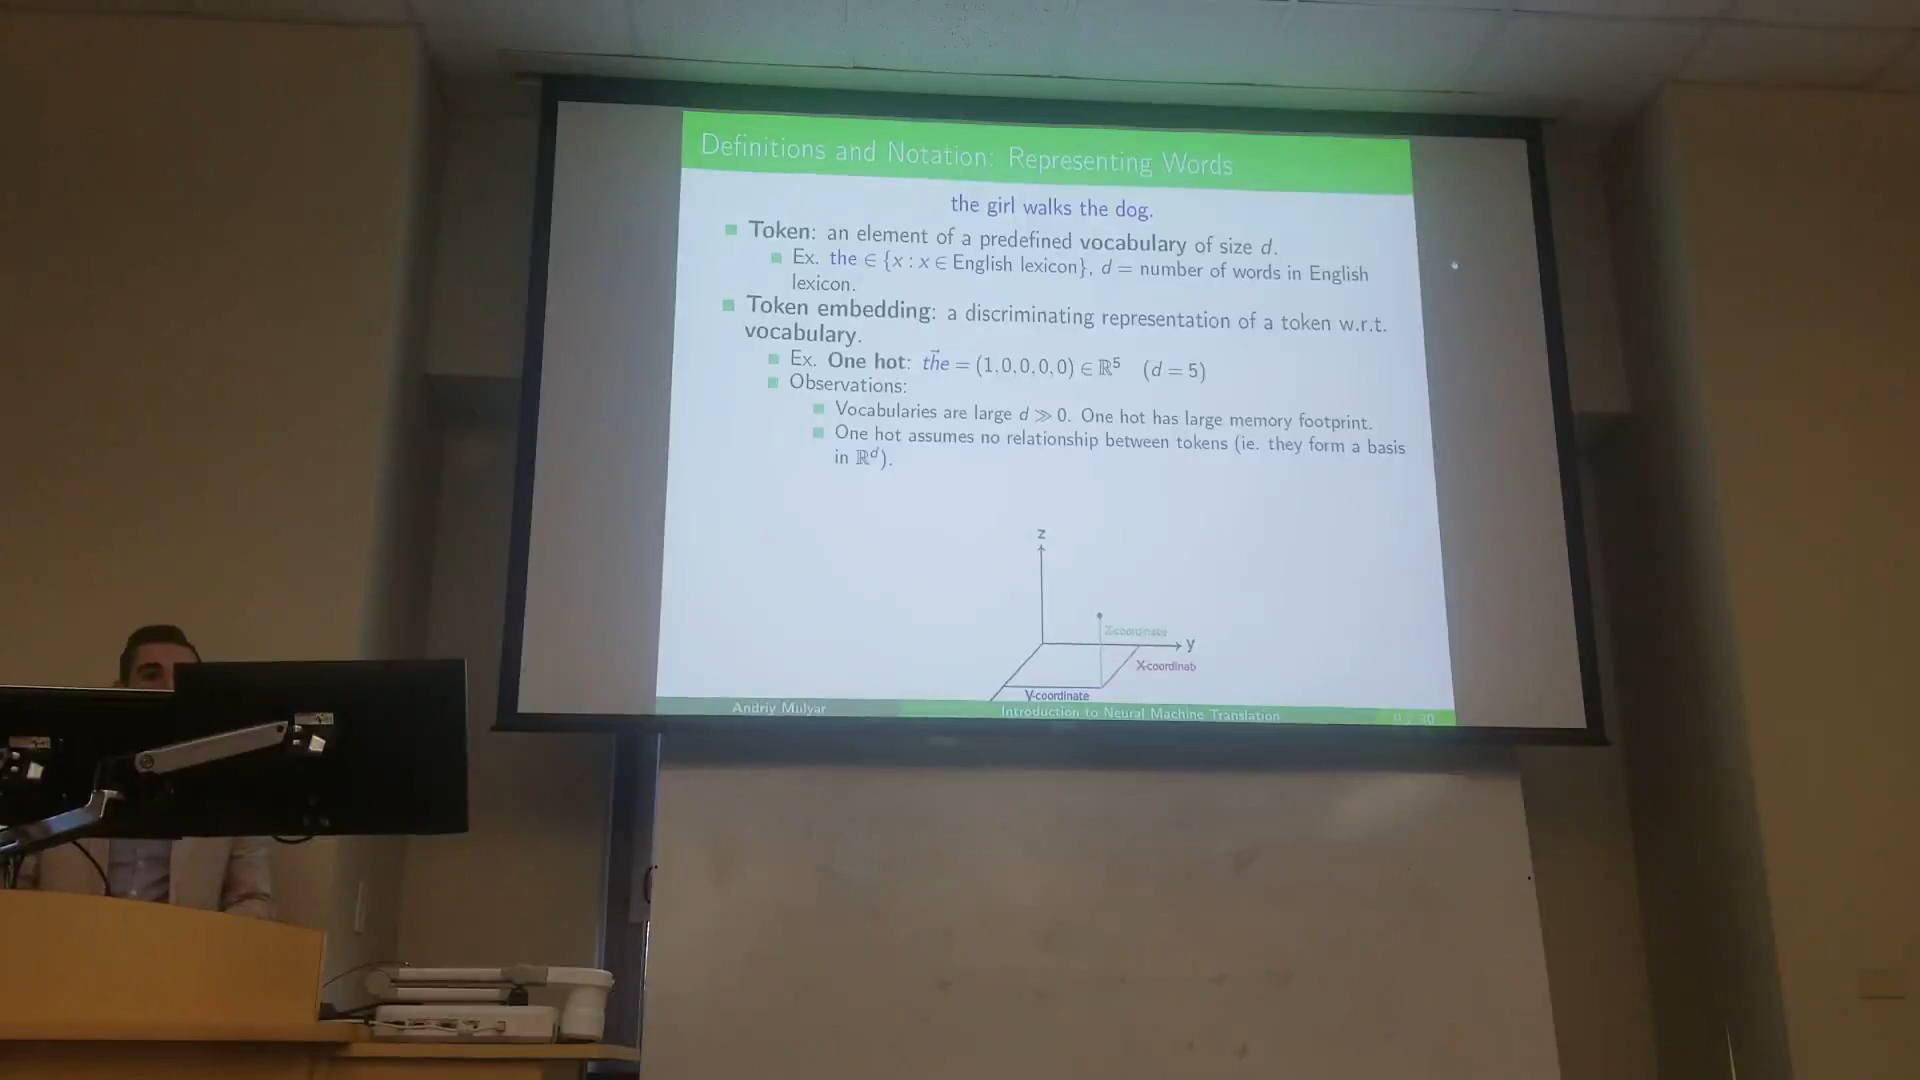 Definitions and Notation: Representing Words
the girl walks the dog.
Token: an element of a predefined vocabulary of size d.
Ex. the ∈ {x : x ∈ English lexicon}, d = number of words in English
lexicon.
Token embedding: a discriminating representation of a token w.r.t.
vocabulary.
Ex. One hot: the⃗ = (1,0,0,0,0) ∈ ℝ⁵ (d = 5)
Observations:
Vocabularies are large d ≫ 0. One hot has large memory footprint.
One hot assumes no relationship between tokens (ie. they form a basis
in ℝᵈ).
z
Z-coordinate
y
X-coordinat
Y-coordinate
Andriy Mulyar
Introduction to Neural Machine Translation